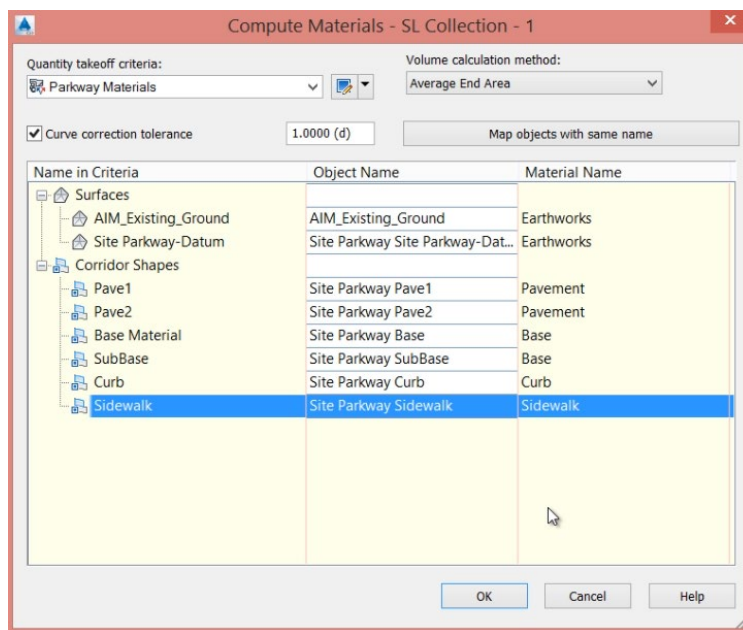 Compute Materials - SL Collection - 1
Quantity takeoff criteria:
Volume calculation method:
Parkway Materials
Average End Area
Curve correction tolerance
1.0000 (d)
Map objects with same name
Name in Criteria Object Name Material Name
Surfaces
AIM_Existing_Ground AIM_Existing_Ground Earthworks
Site Parkway-Datum Site Parkway Site Parkway-Dat... Earthworks
Corridor Shapes
Pave1 Site Parkway Pave1 Pavement
Pave2 Site Parkway Pave2 Pavement
Base Material Site Parkway Base Base
SubBase Site Parkway SubBase Base
Curb Site Parkway Curb Curb
Sidewalk Site Parkway Sidewalk Sidewalk
OK Cancel Help